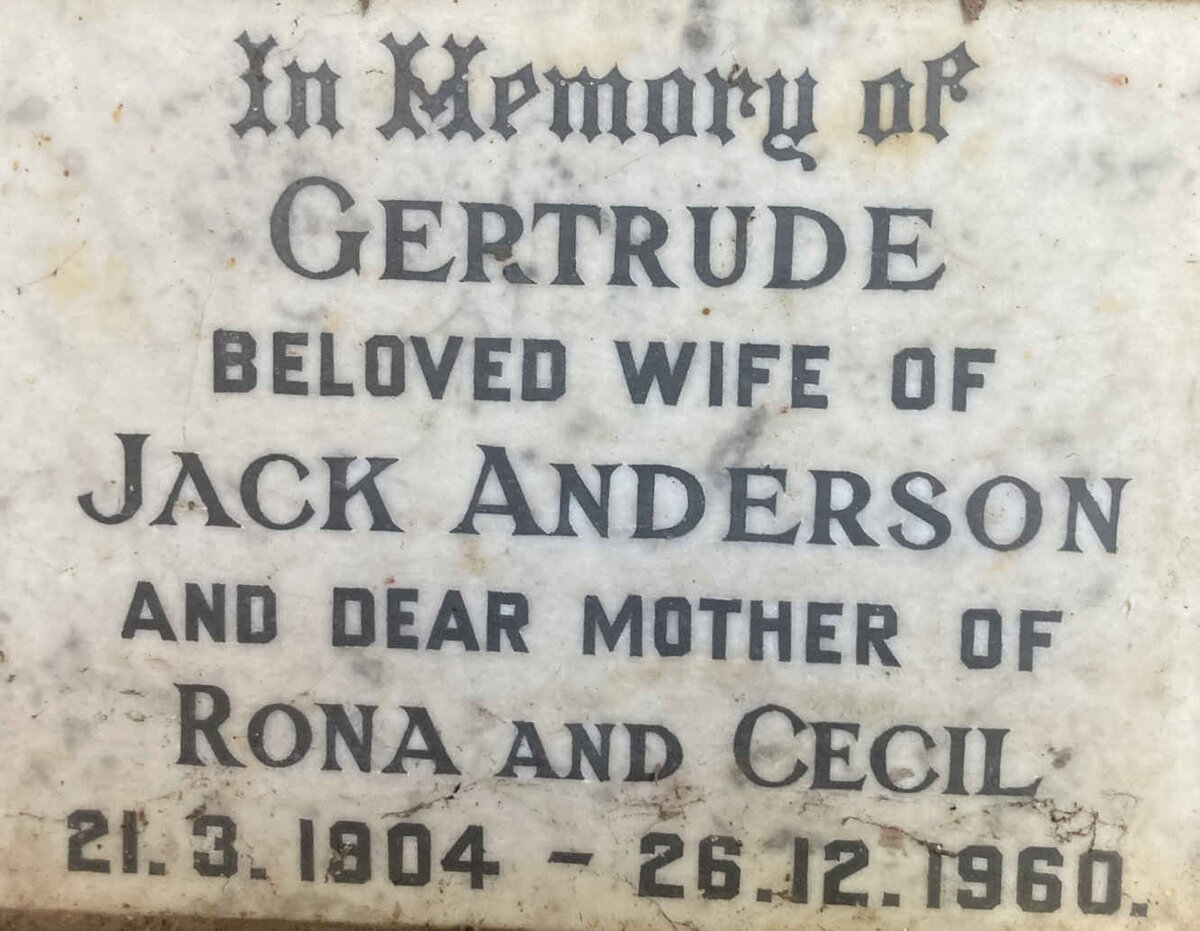 In Memory of
GERTRUDE
BELOVED WIFE OF
JACK ANDERSON
AND DEAR MOTHER OF
RONA AND CECIL
21.3.1904 – 26.12.1960.